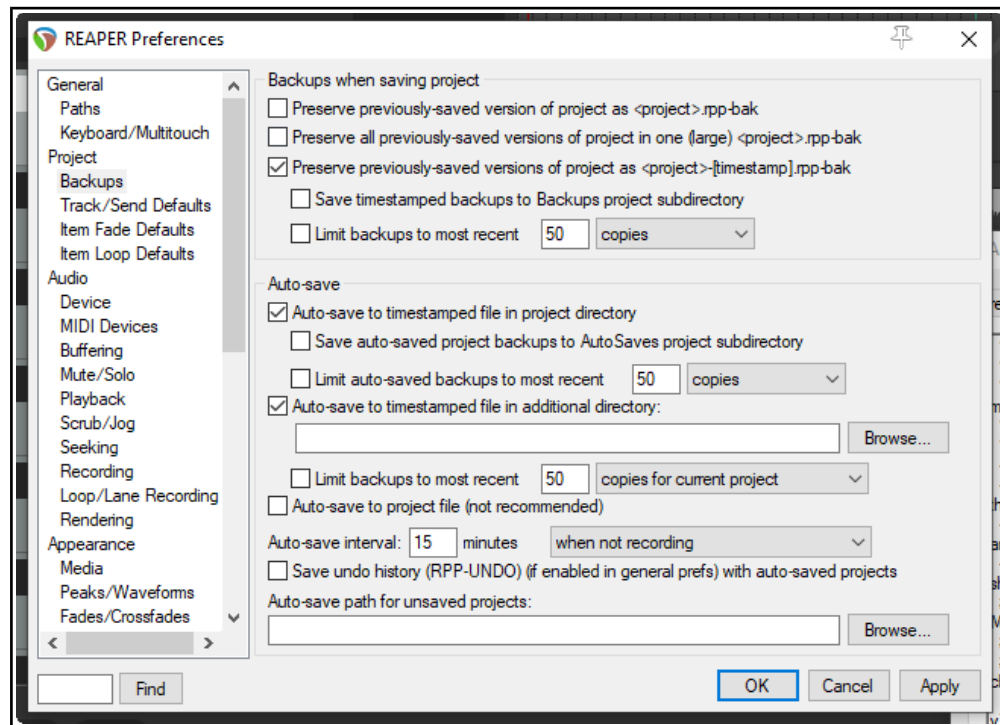 REAPER Preferences
General
Paths
Keyboard/Multitouch
Project
Backups
Track/Send Defaults
Item Fade Defaults
Item Loop Defaults
Audio
Device
MIDI Devices
Buffering
Mute/Solo
Playback
Scrub/Jog
Seeking
Recording
Loop/Lane Recording
Rendering
Appearance
Media
Peaks/Waveforms
Fades/Crossfades
Find
Backups when saving project
Preserve previously-saved version of project as <project>.rpp-bak
Preserve all previously-saved versions of project in one (large) <project>.rpp-bak
Preserve previously-saved versions of project as <project>-[timestamp].rpp-bak
Save timestamped backups to Backups project subdirectory
Limit backups to most recent 50 copies
Auto-save
Auto-save to timestamped file in project directory
Save auto-saved project backups to AutoSaves project subdirectory
Limit auto-saved backups to most recent 50 copies
Auto-save to timestamped file in additional directory:
Browse...
Limit backups to most recent 50 copies for current project
Auto-save to project file (not recommended)
Auto-save interval: 15 minutes when not recording
Save undo history (RPP-UNDO) (if enabled in general prefs) with auto-saved projects
Auto-save path for unsaved projects:
Browse...
OK Cancel Apply